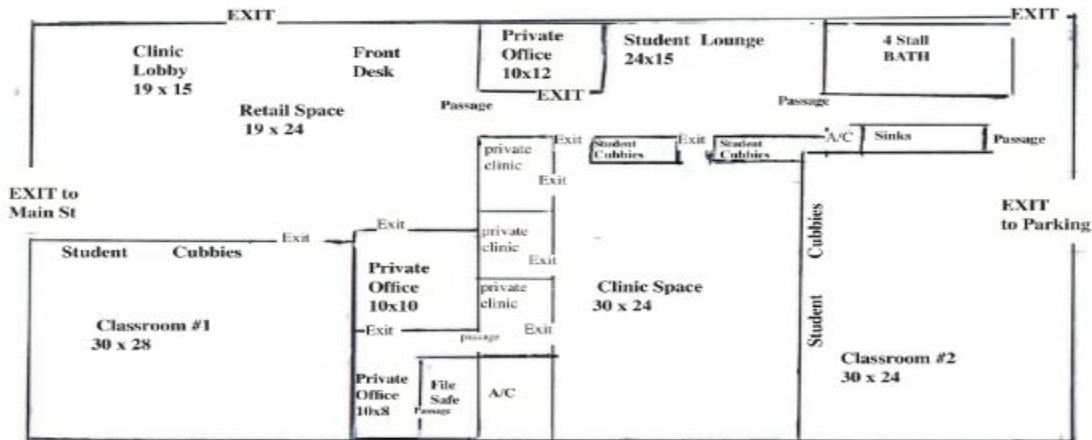 EXIT
EXIT
Clinic
Lobby
19 x 15
Front
Desk
Private
Office
10x12
Student Lounge
24x15
4 Stall
BATH
EXIT
Retail Space
19 x 24
Passage
Passage
private
clinic
Exit
Student
Cubbies
Exit
Student
Cubbies
A/C
Sinks
Passage
Exit
EXIT to
Main St
EXIT
to Parking
Student Cubbies
Exit
Exit
private
clinic
Exit
Private
Office
10x10
private
clinic
Clinic Space
30 x 24
Student Cubbies
Classroom #1
30 x 28
Exit
passage
Exit
Classroom #2
30 x 24
Private
Office
10x8
File
Safe
Passage
A/C